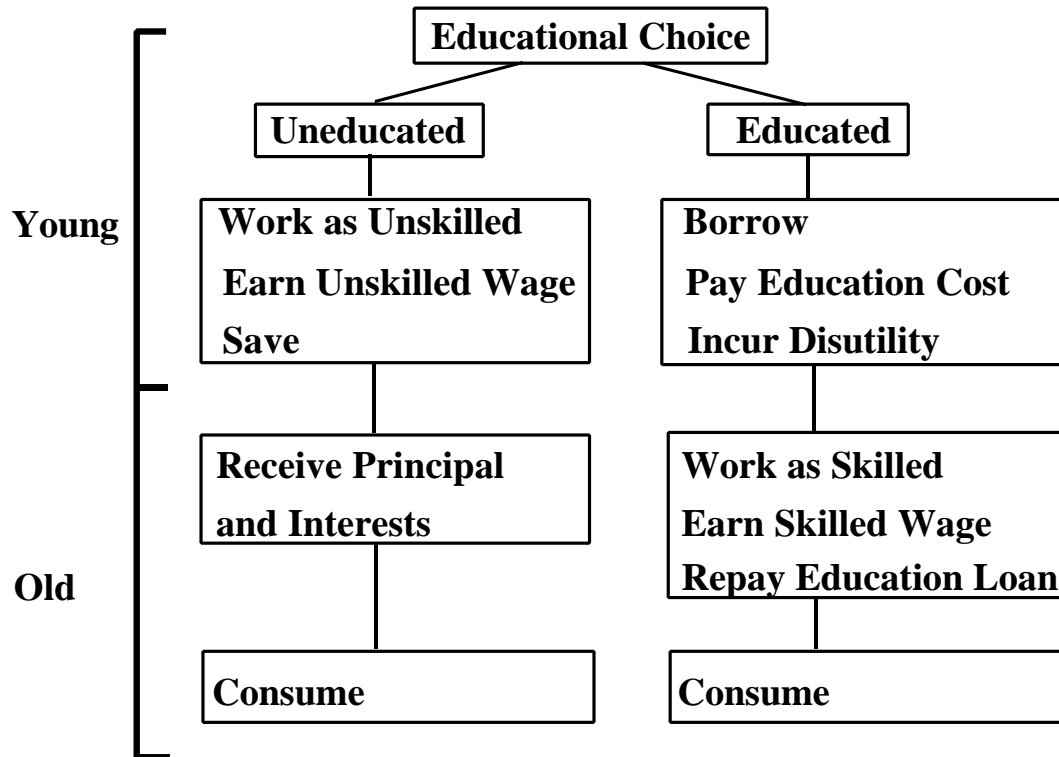 Educational Choice
Uneducated
Educated
Young
Work as Unskilled
Earn Unskilled Wage
Save
Borrow
Pay Education Cost
Incur Disutility
Old
Receive Principal
and Interests
Work as Skilled
Earn Skilled Wage
Repay Education Loan
Consume
Consume